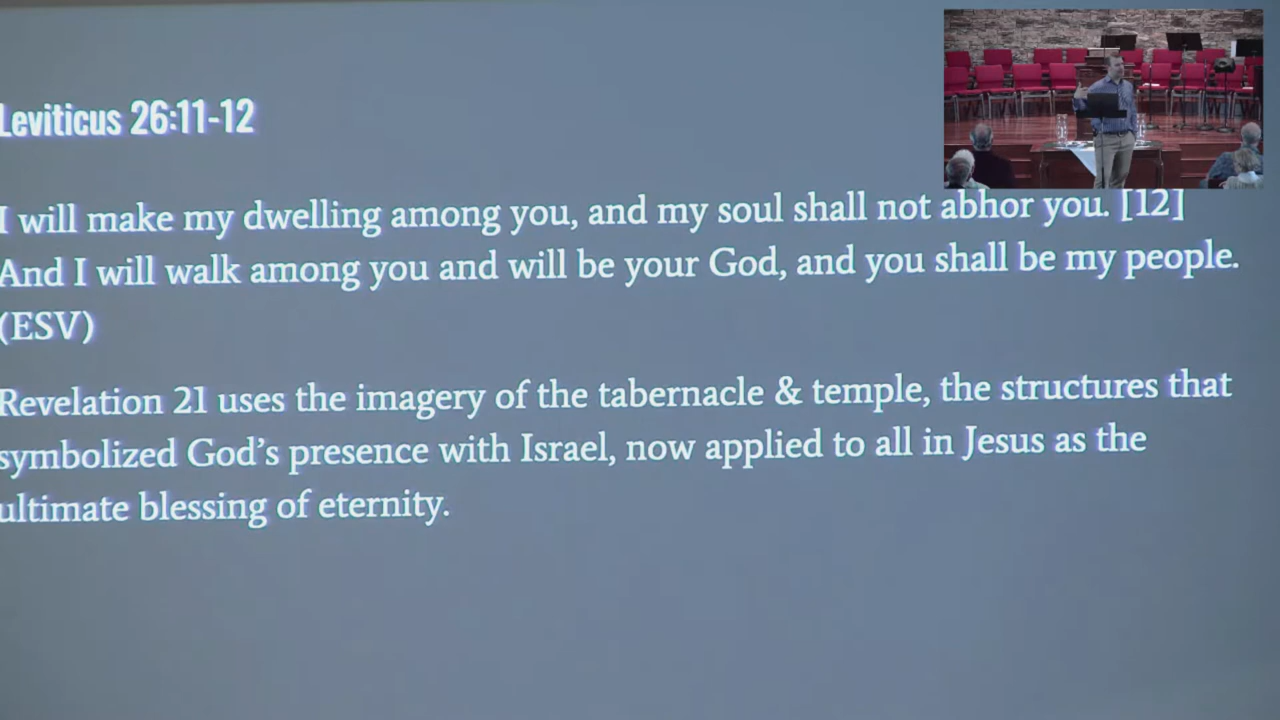 Leviticus 26:11-12
I will make my dwelling among you, and my soul shall not abhor you. [12]
And I will walk among you and will be your God, and you shall be my people.
(ESV)
Revelation 21 uses the imagery of the tabernacle & temple, the structures that
symbolized God’s presence with Israel, now applied to all in Jesus as the
ultimate blessing of eternity.